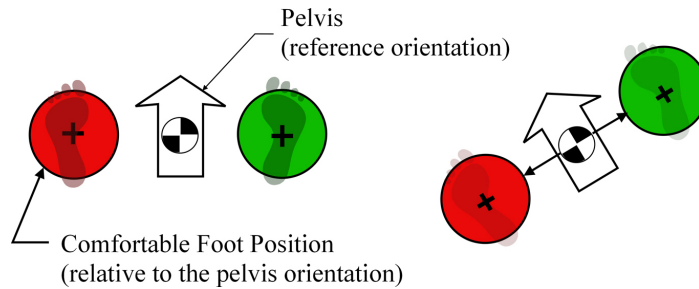 Pelvis
(reference orientation)
Comfortable Foot Position
(relative to the pelvis orientation)